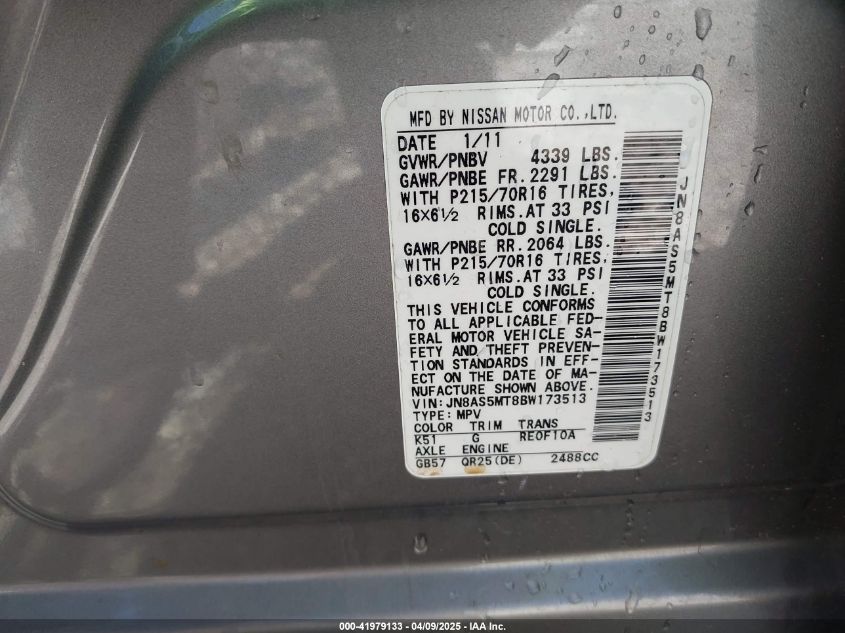 MFD BY NISSAN MOTOR CO.,LTD.
DATE 1/11
GVWR/PNBV 4339 LBS.
GAWR/PNBE FR.2291 LBS.
WITH P215/70R16 TIRES,
16X6½ RIMS.AT 33 PSI
COLD SINGLE.
GAWR/PNBE RR.2064 LBS.
WITH P215/70R16 TIRES,
16X6½ RIMS.AT 33 PSI
COLD SINGLE.
THIS VEHICLE CONFORMS
TO ALL APPLICABLE FED-
ERAL MOTOR VEHICLE SA-
FETY AND THEFT PREVEN-
TION STANDARDS IN EFF-
ECT ON THE DATE OF MA-
NUFACTURE SHOWN ABOVE.
VIN:JN8AS5MT8BW173513
TYPE:MPV
COLOR TRIM TRANS
K51 G RE0F10A
AXLE ENGINE
GB57 QR25(DE) 2488CC
JN8AS5MT8BW173513
000-41979133 - 04/09/2025 - IAA Inc.